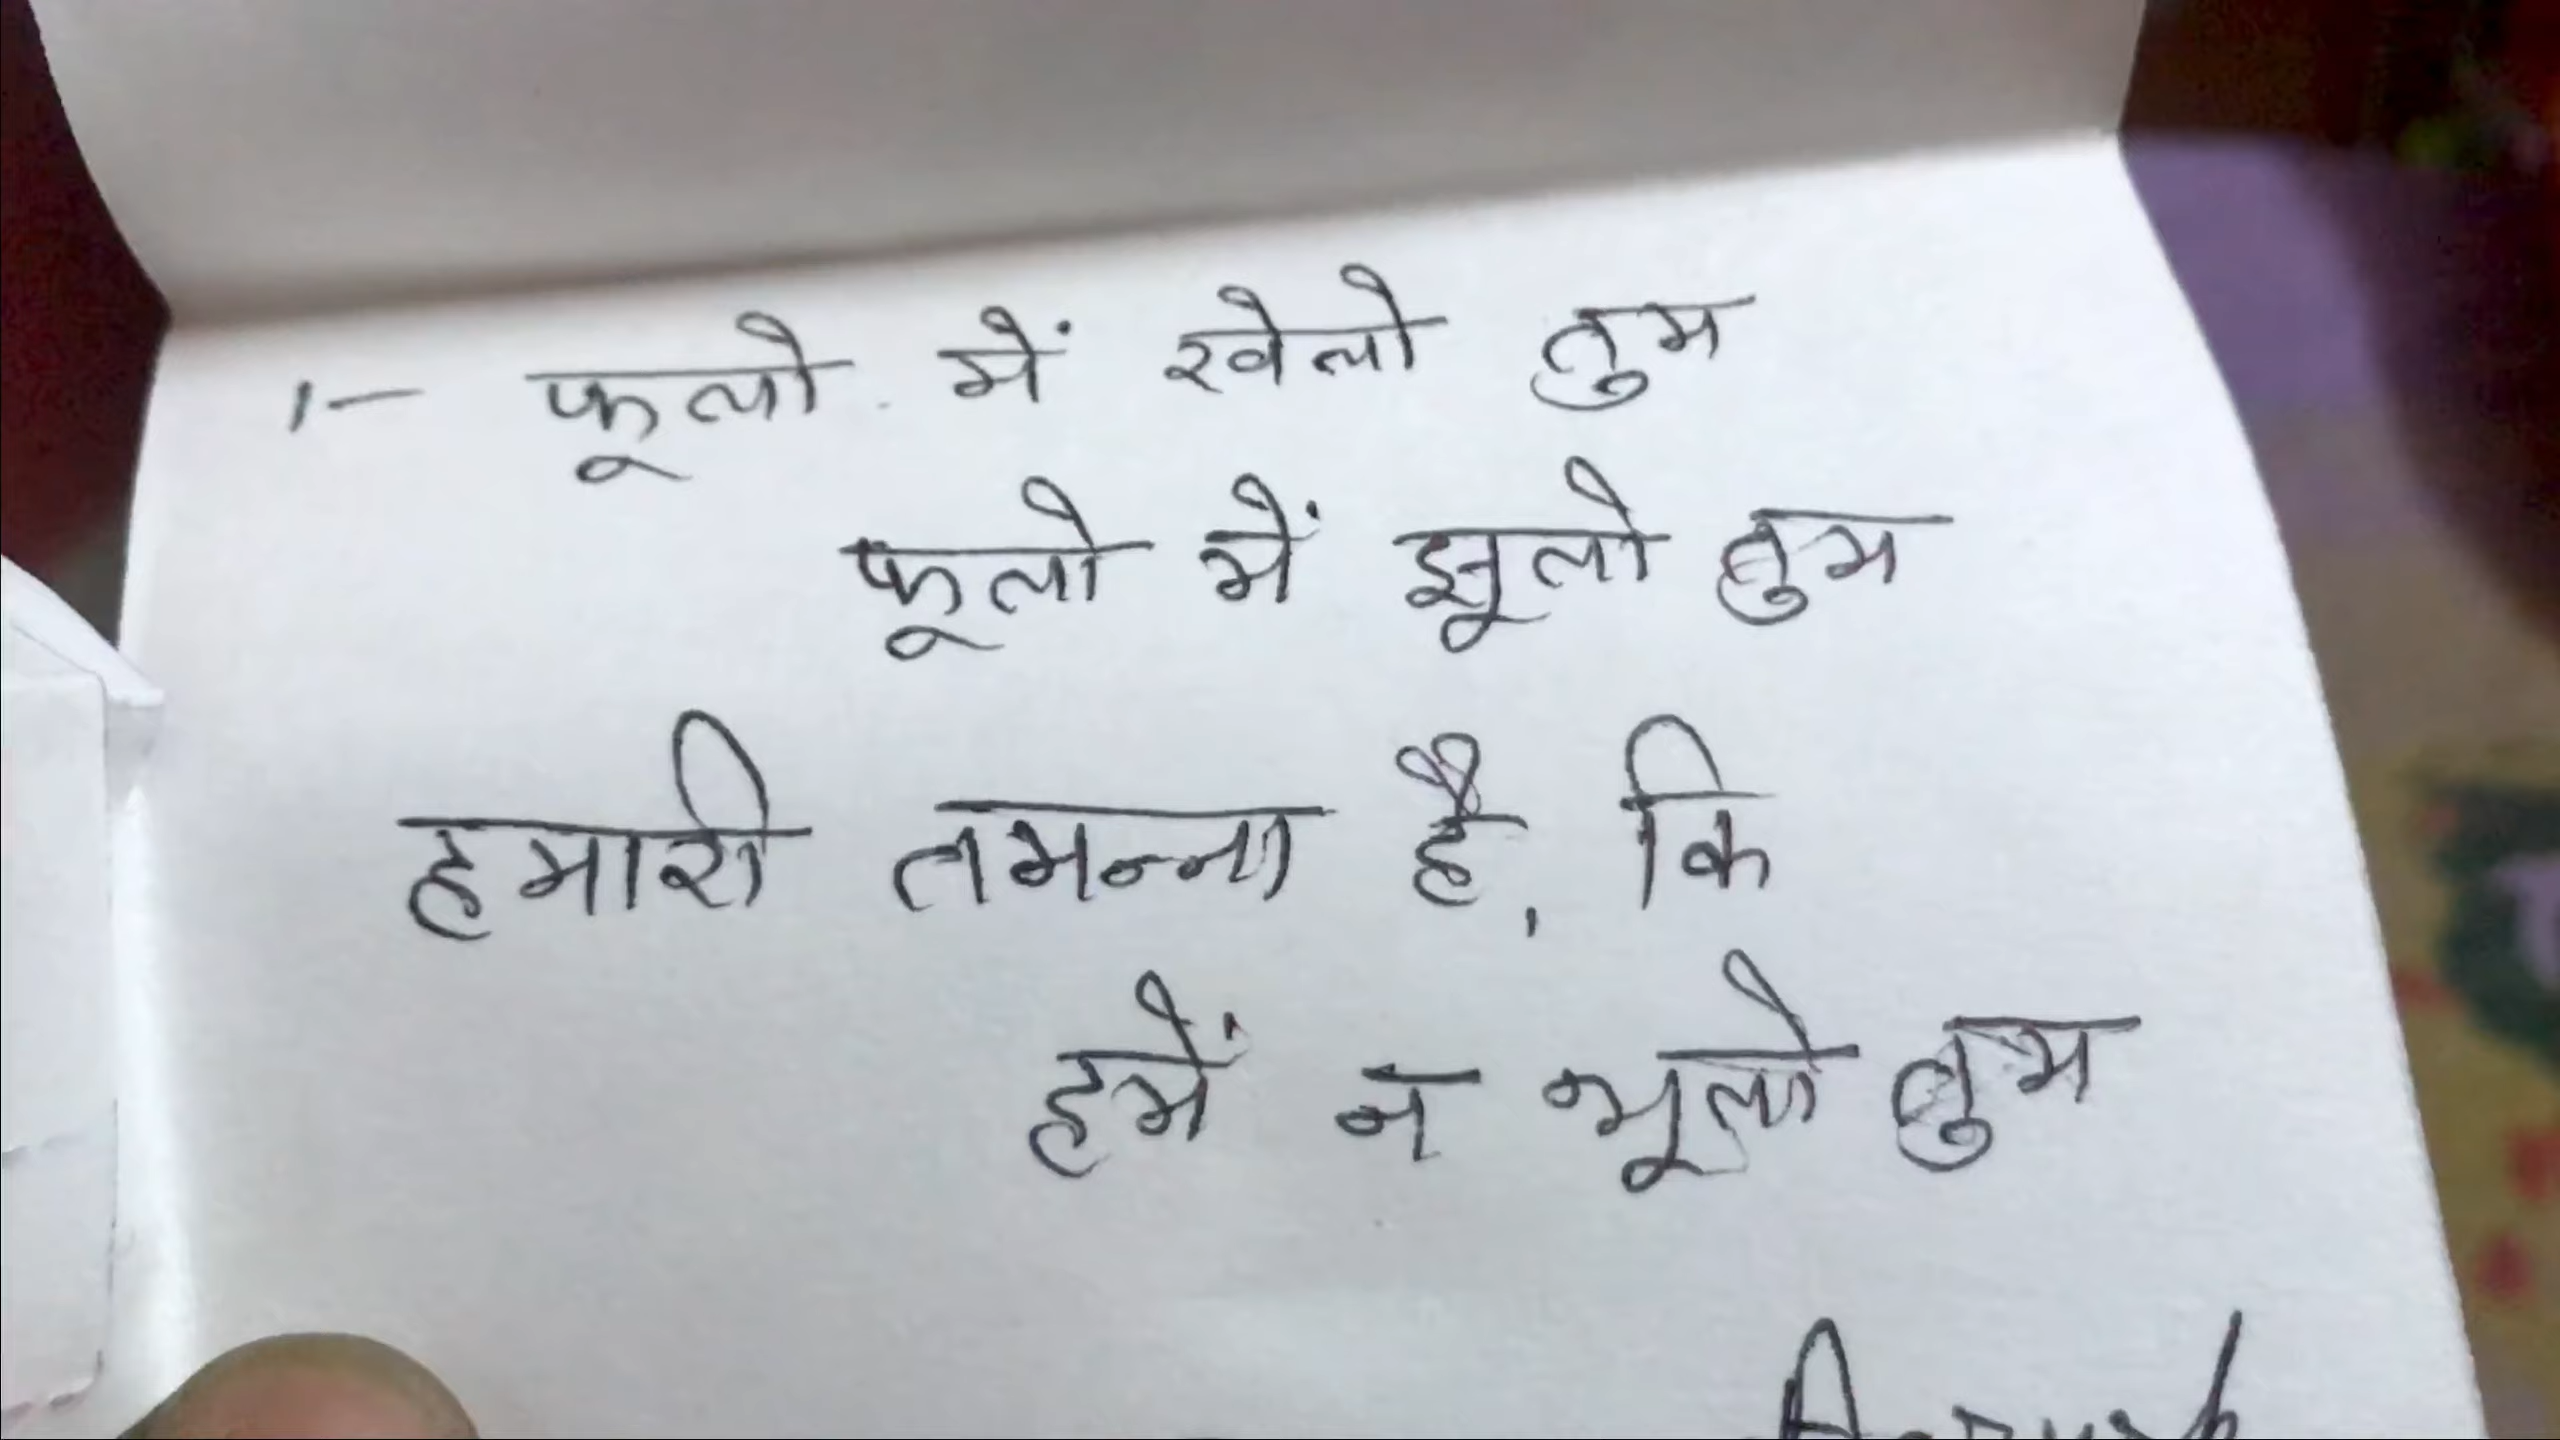 1- फूलो में खेलो तुम
फूलो में झूलो तुम
हमारी तमन्ना है, कि
हमें न भूलो तुम